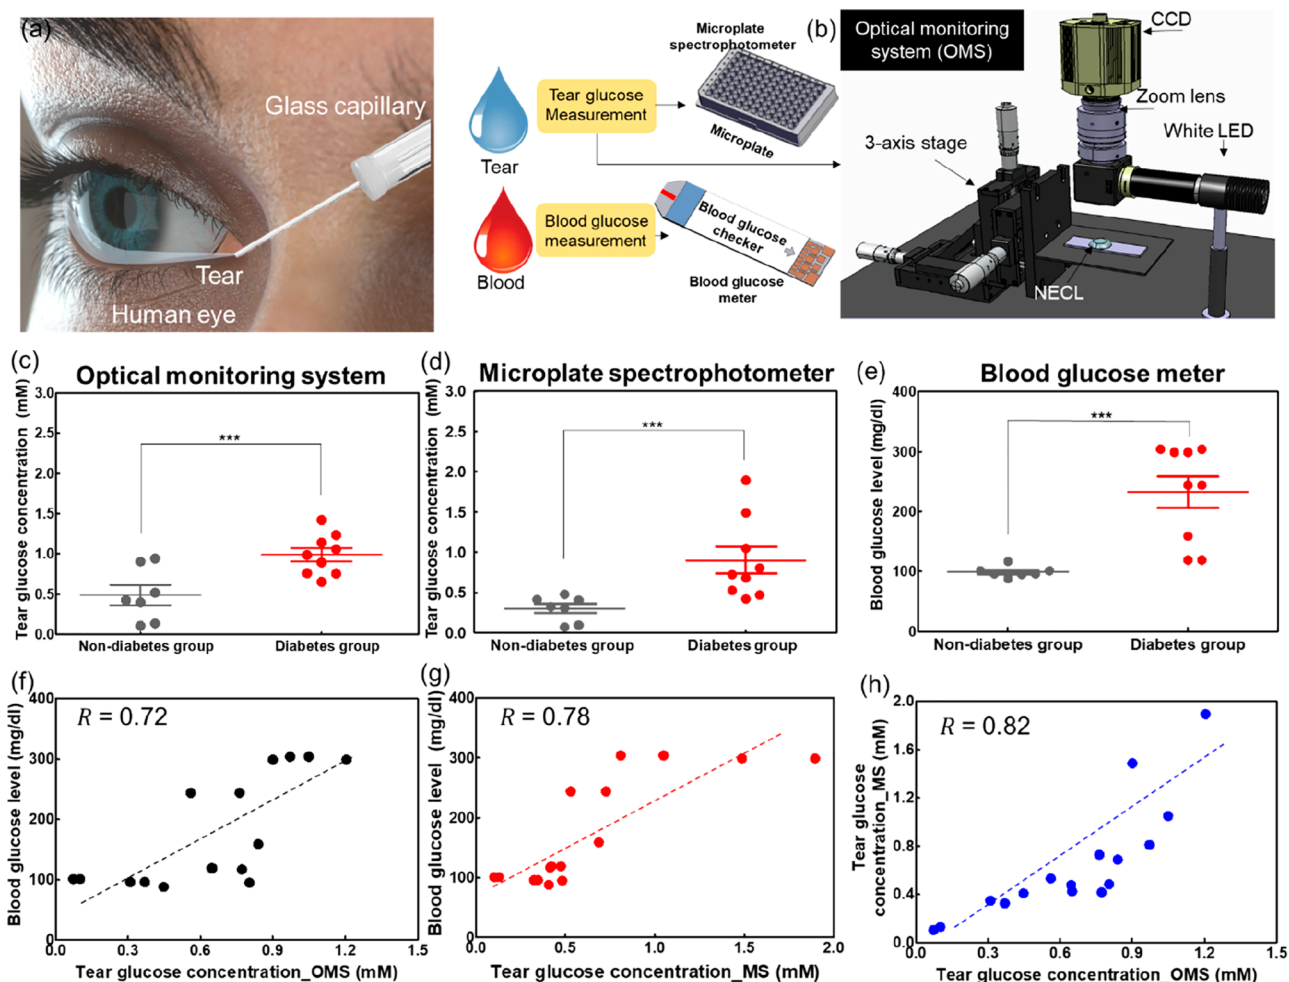 (a)
Glass capillary
Tear
Human eye
Tear
Tear glucose
Measurement
Microplate
spectrophotometer
Microplate
Blood
Blood glucose
measurement
Blood glucose
checker
Blood glucose
meter
(b)
Optical monitoring
system (OMS)
CCD
Zoom lens
White LED
3-axis stage
NECL
(c)
Optical monitoring system
Tear glucose concentration (mM)
3.0
2.5
2.0
1.5
1.0
0.5
0.0
***
Non-diabetes group
Diabetes group
(d)
Microplate spectrophotometer
Tear glucose concentration (mM)
3.0
2.5
2.0
1.5
1.0
0.5
0.0
***
Non-diabetes group
Diabetes group
(e)
Blood glucose meter
Blood glucose level (mg/dl)
400
300
200
100
0
***
Non-diabetes group
Diabetes group
(f)
R = 0.72
Blood glucose level (mg/dl)
400
300
200
100
0
0.0 0.3 0.6 0.9 1.2 1.5
Tear glucose concentration_OMS (mM)
(g)
R = 0.78
Blood glucose level (mg/dl)
400
300
200
100
0
0.0 0.5 1.0 1.5 2.0
Tear glucose concentration_MS (mM)
(h)
R = 0.82
Tear glucose
concentration_MS (mM)
2.0
1.6
1.2
0.8
0.4
0.0
0.3 0.6 0.9 1.2 1.5
Tear glucose concentration_OMS (mM)